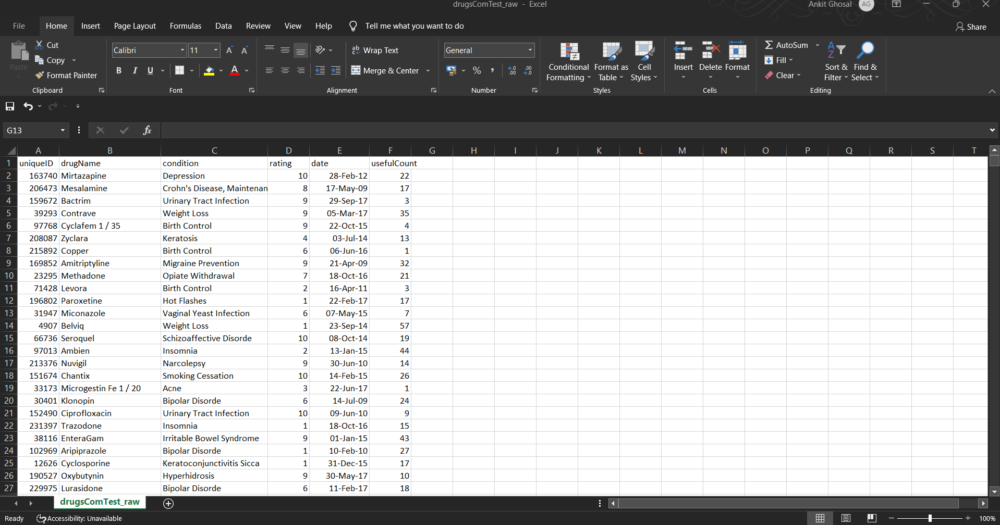 drugsComTest_raw - Excel
Ankit Ghosal AG
File Home Insert Page Layout Formulas Data Review View Help Tell me what you want to do Share
Paste Cut Copy Format Painter Clipboard
Calibri 11 A A B I U A Font
ab Wrap Text Merge & Center Alignment
General % , .00 .00 Number
Conditional Formatting Format as Table Cell Styles Styles
Insert Delete Format Cells
AutoSum Fill Clear Sort & Filter Find & Select Editing
G13 fx
A B C D E F G H I J K L M N O P Q R S T
1 uniqueID drugName condition rating date usefulCount
2 163740 Mirtazapine Depression 10 28-Feb-12 22
3 206473 Mesalamine Crohn's Disease, Maintenan 8 17-May-09 17
4 159672 Bactrim Urinary Tract Infection 9 29-Sep-17 3
5 39293 Contrave Weight Loss 9 05-Mar-17 35
6 97768 Cyclafem 1 / 35 Birth Control 9 22-Oct-15 4
7 208087 Zyclara Keratosis 4 03-Jul-14 13
8 215892 Copper Birth Control 6 06-Jun-16 1
9 169852 Amitriptyline Migraine Prevention 9 21-Apr-09 32
10 23295 Methadone Opiate Withdrawal 7 18-Oct-16 21
11 71428 Levora Birth Control 2 16-Apr-11 3
12 196802 Paroxetine Hot Flashes 1 22-Feb-17 17
13 31947 Miconazole Vaginal Yeast Infection 6 07-May-15 7
14 4907 Belviq Weight Loss 1 23-Sep-14 57
15 66736 Seroquel Schizoaffective Disorde 10 08-Oct-14 19
16 97013 Ambien Insomnia 2 13-Jan-15 44
17 213376 Nuvigil Narcolepsy 9 30-Jun-10 14
18 151674 Chantix Smoking Cessation 10 14-Feb-15 26
19 33173 Microgestin Fe 1 / 20 Acne 3 22-Jun-17 1
20 30401 Klonopin Bipolar Disorde 6 14-Jul-09 24
21 152490 Ciprofloxacin Urinary Tract Infection 10 09-Jun-10 9
22 231397 Trazodone Insomnia 1 18-Oct-16 15
23 38116 EnteraGam Irritable Bowel Syndrome 9 01-Jan-15 43
24 102969 Aripiprazole Bipolar Disorde 1 10-Feb-10 27
25 12626 Cyclosporine Keratoconjunctivitis Sicca 1 31-Dec-15 17
26 190527 Oxybutynin Hyperhidrosis 9 30-May-17 10
27 229975 Lurasidone Bipolar Disorde 6 11-Feb-17 18
drugsComTest_raw
Ready Accessibility: Unavailable 100%